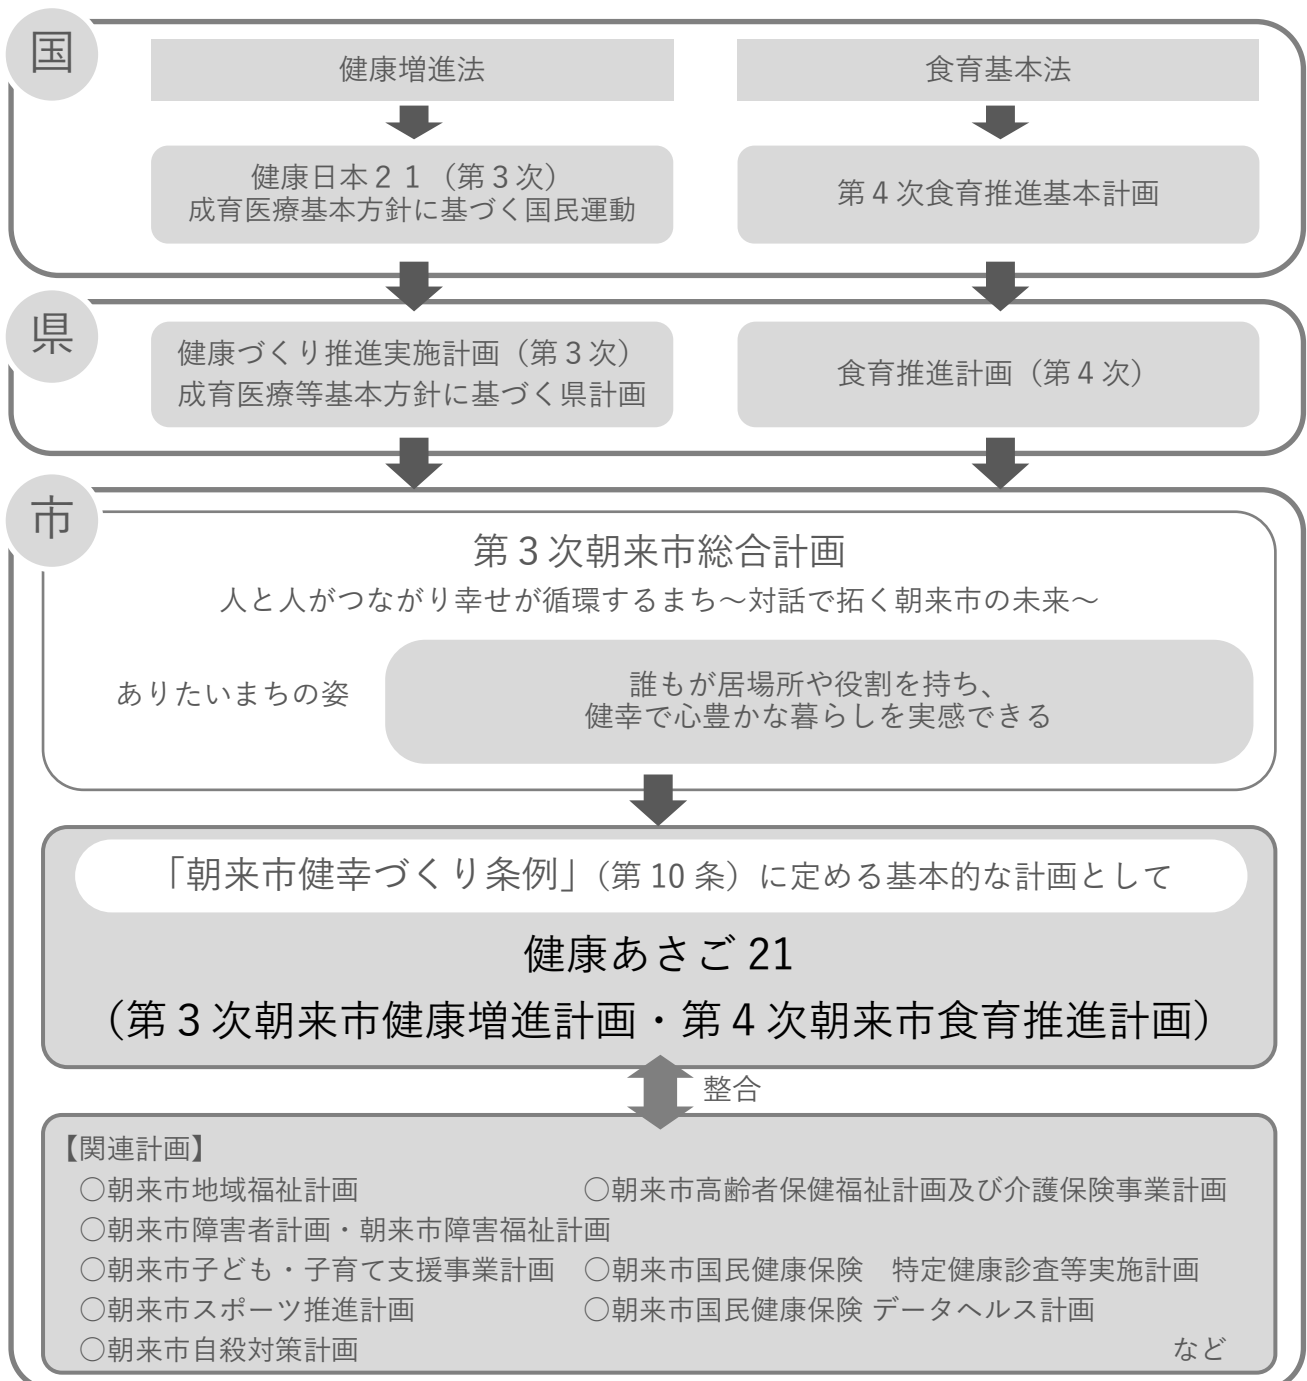 国
健康増進法
食育基本法
健康日本２１（第３次）
成育医療基本方針に基づく国民運動
第４次食育推進基本計画
県
健康づくり推進実施計画（第３次）
成育医療等基本方針に基づく県計画
食育推進計画（第４次）
市
第３次朝来市総合計画
人と人がつながり幸せが循環するまち～対話で拓く朝来市の未来～
ありたいまちの姿
誰もが居場所や役割を持ち、
健幸で心豊かな暮らしを実感できる
「朝来市健幸づくり条例」（第 10 条）に定める基本的な計画として
健康あさご 21
（第３次朝来市健康増進計画・第４次朝来市食育推進計画）
整合
【関連計画】
○朝来市地域福祉計画　○朝来市高齢者保健福祉計画及び介護保険事業計画
○朝来市障害者計画・朝来市障害福祉計画
○朝来市子ども・子育て支援事業計画　○朝来市国民健康保険　特定健康診査等実施計画
○朝来市スポーツ推進計画　○朝来市国民健康保険 データヘルス計画
○朝来市自殺対策計画　など